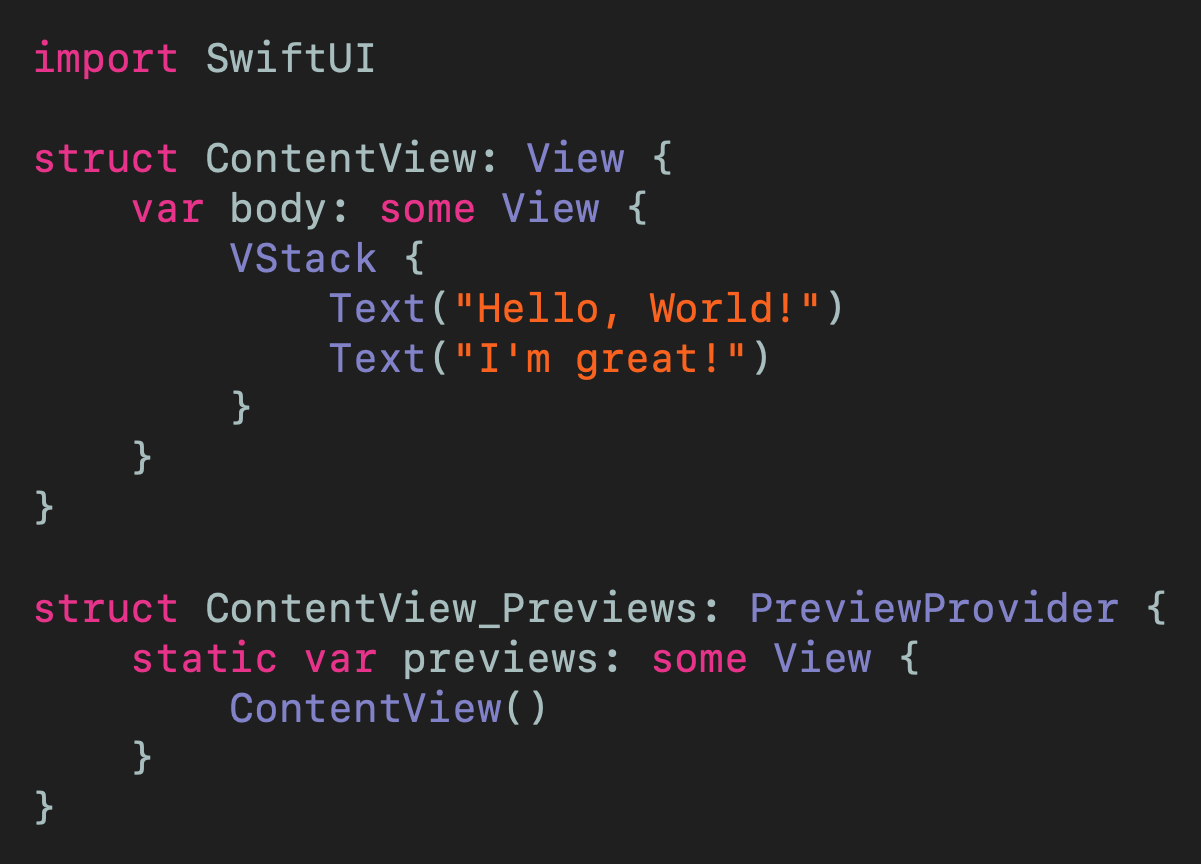 import SwiftUI

struct ContentView: View {
    var body: some View {
        VStack {
            Text("Hello, World!")
            Text("I'm great!")
        }
    }
}

struct ContentView_Previews: PreviewProvider {
    static var previews: some View {
        ContentView()
    }
}